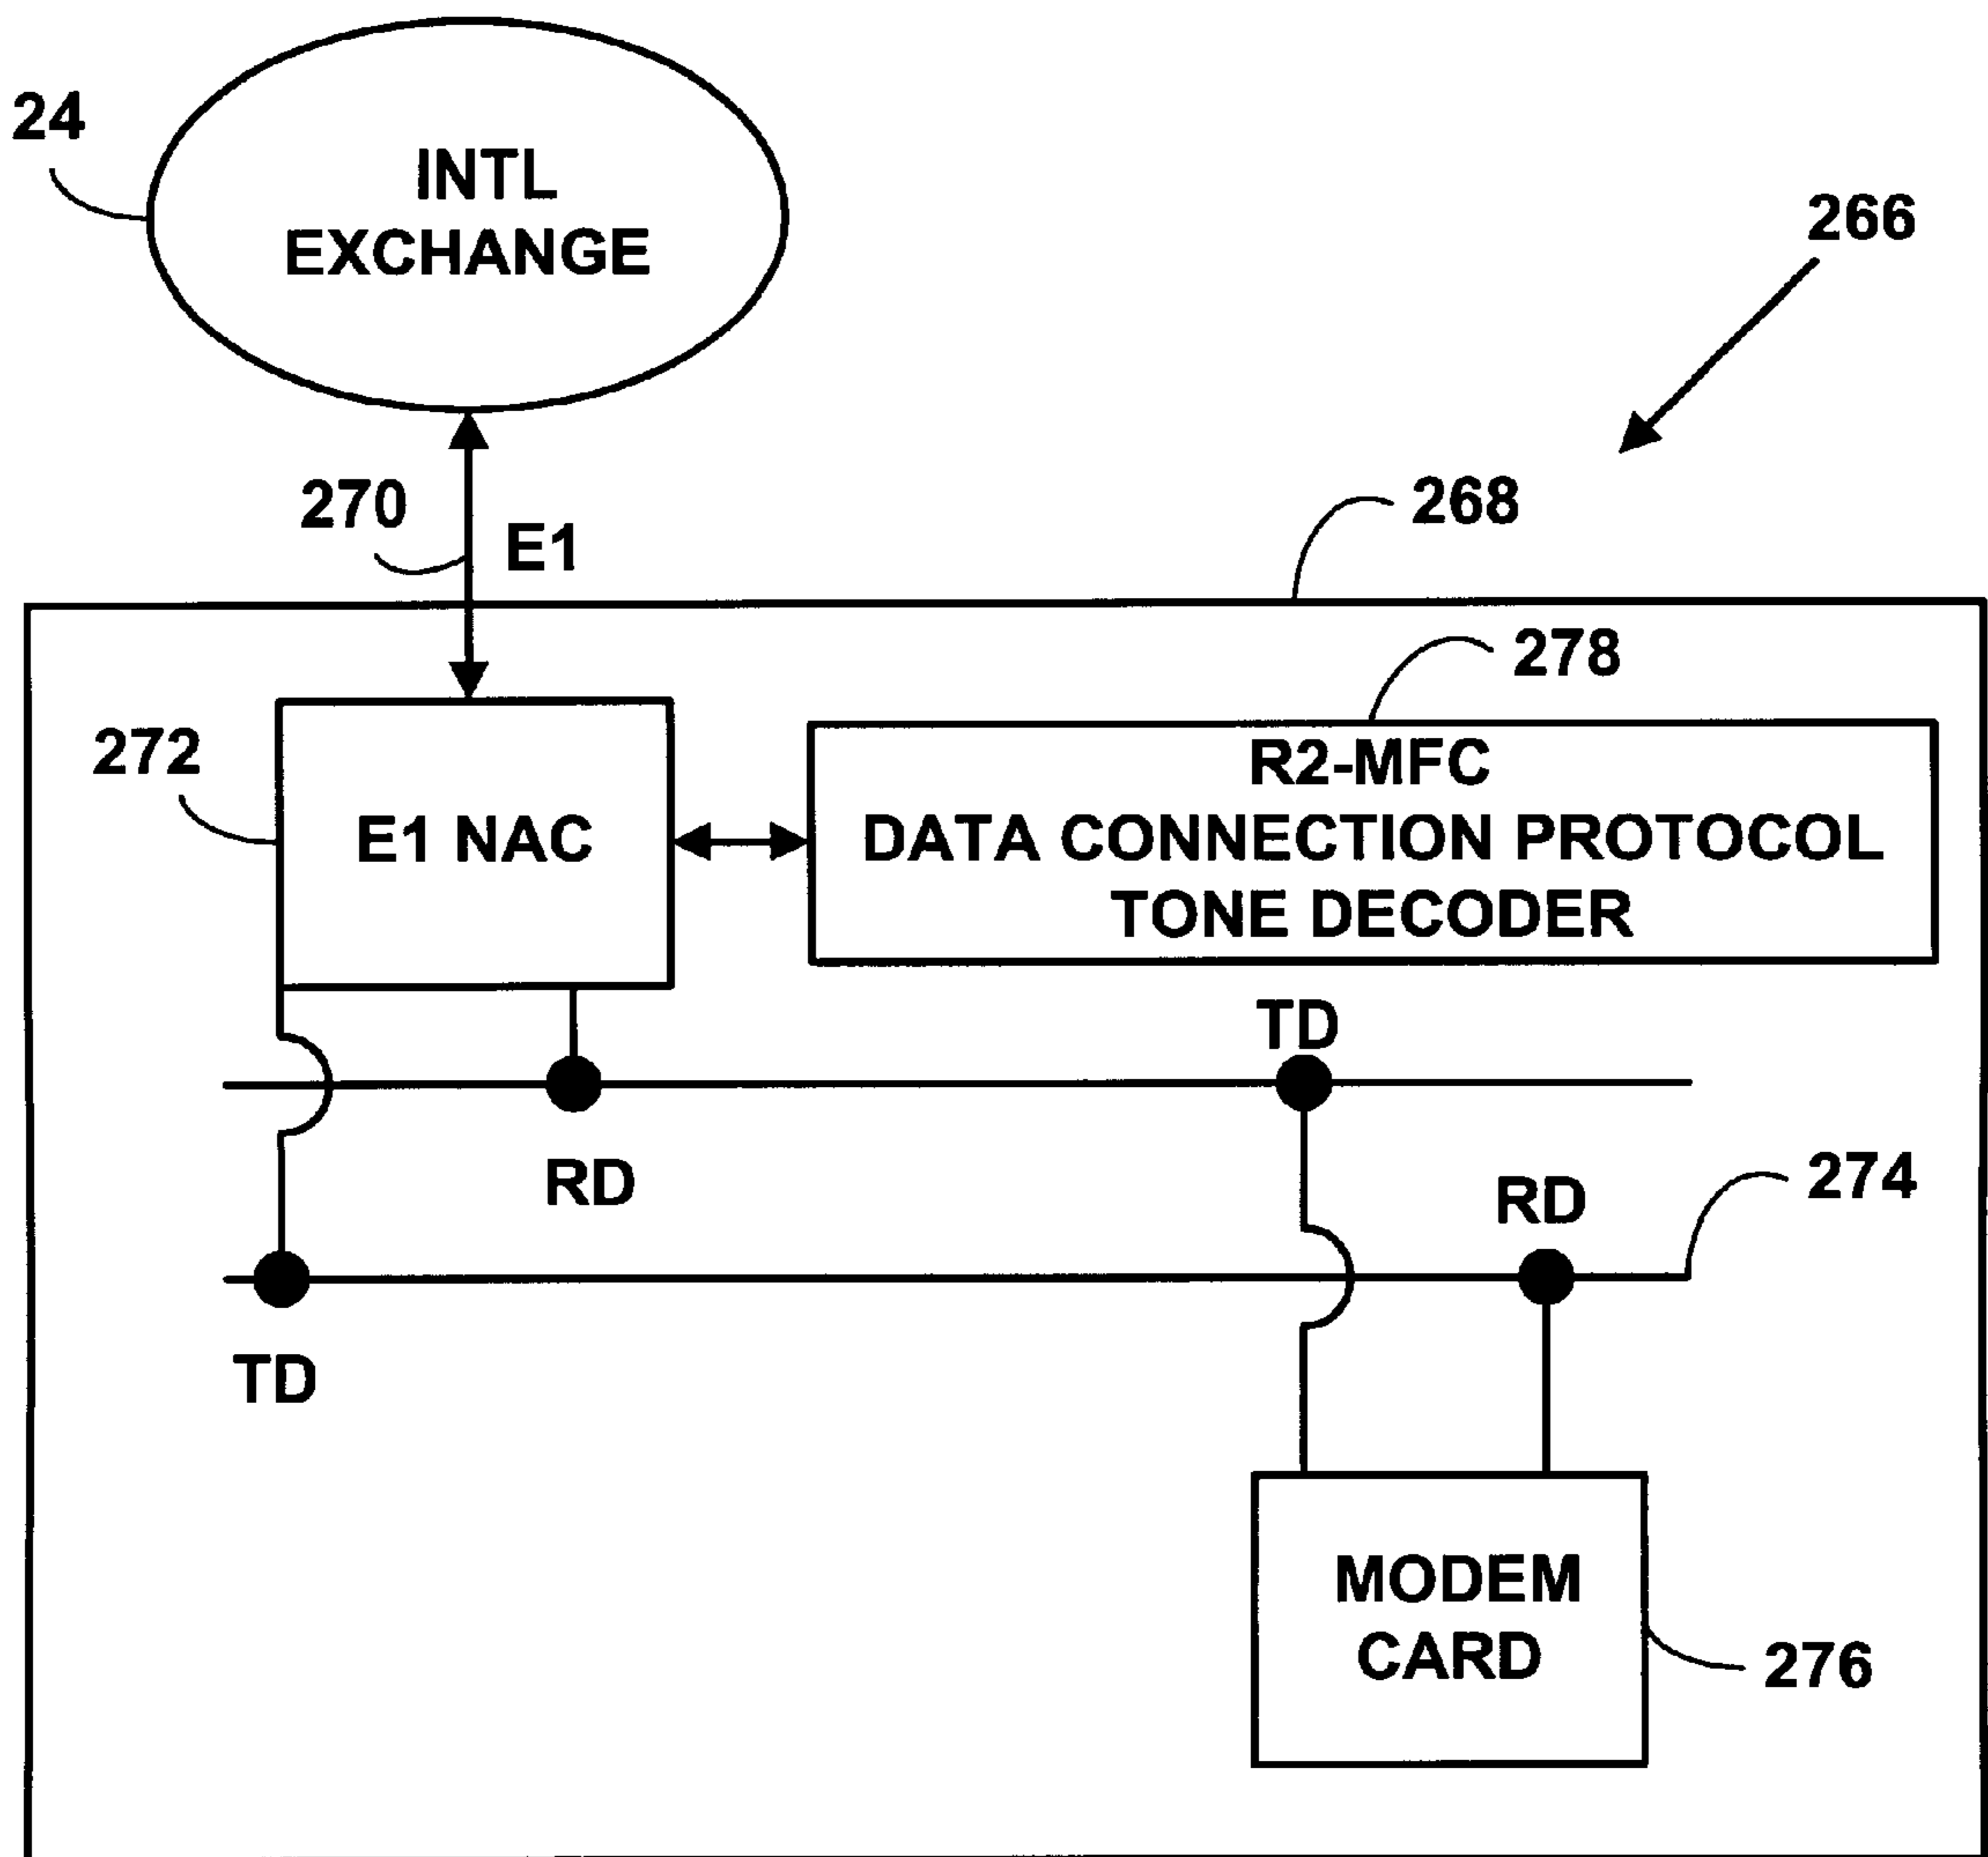 24
INTL
EXCHANGE
266
270
E1
268
278
272
E1 NAC
R2-MFC
DATA CONNECTION PROTOCOL
TONE DECODER
TD
RD
RD
274
TD
MODEM
CARD
276